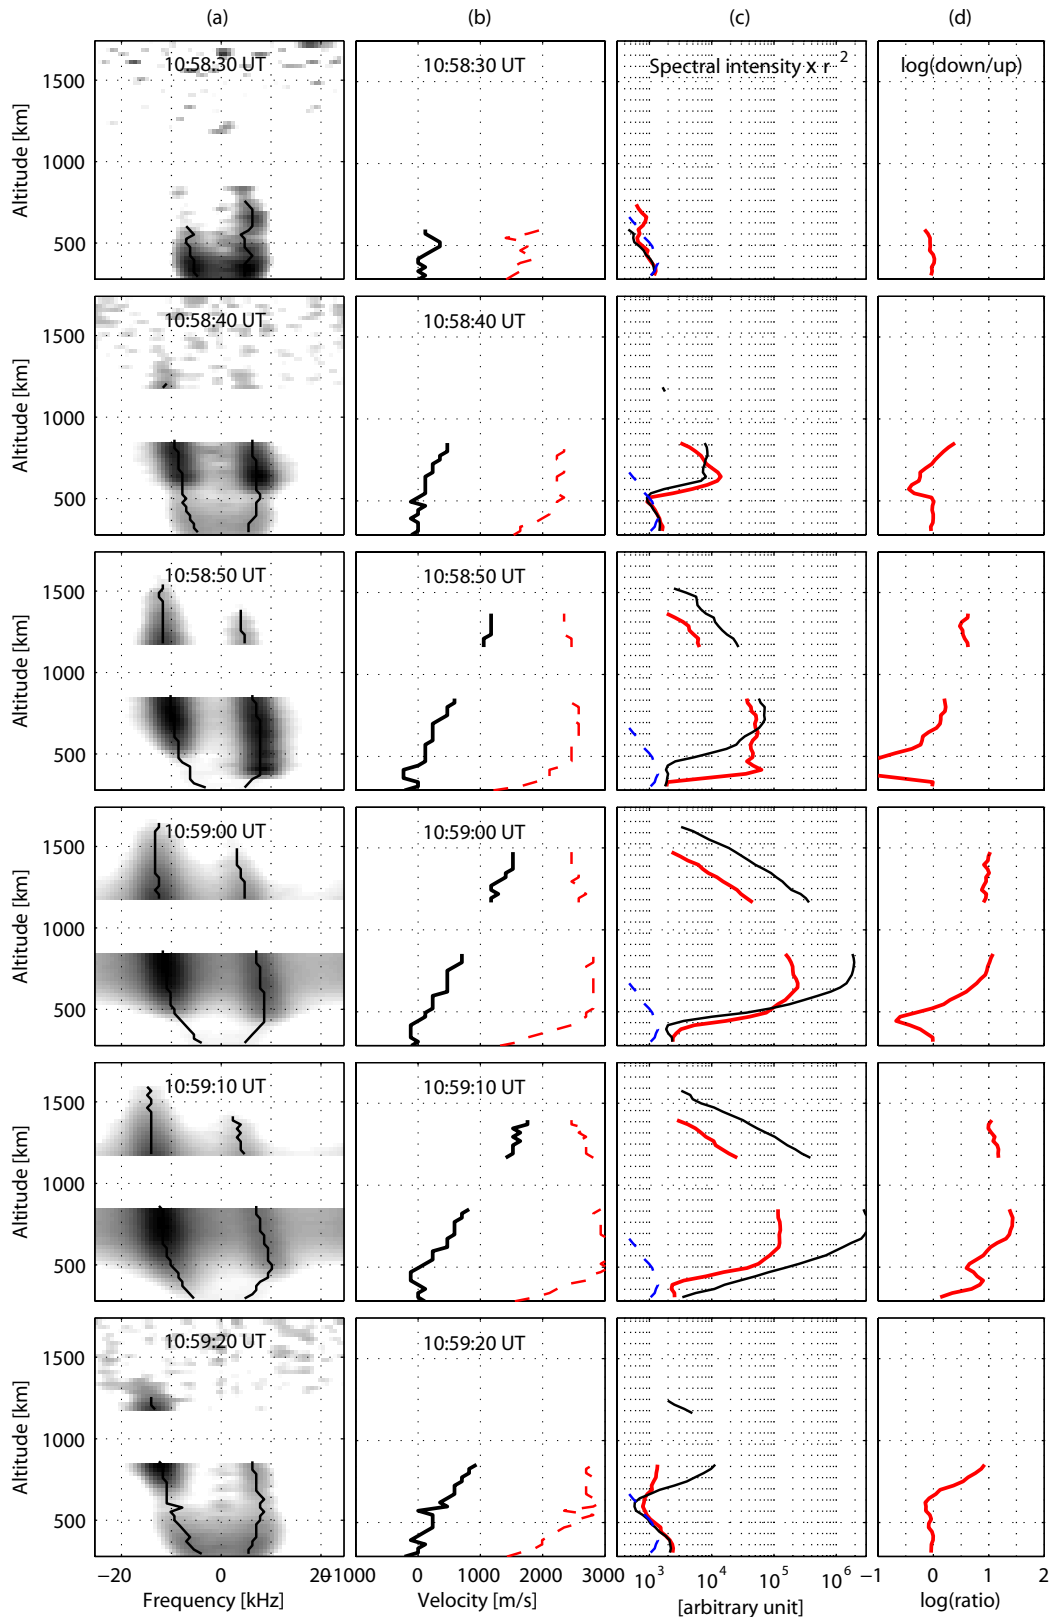 (a) (b) (c) (d)
10:58:30 UT 10:58:30 UT Spectral intensity x r 2 log(down/up)
Altitude [km] 1500 1000 500
10:58:40 UT 10:58:40 UT
Altitude [km] 1500 1000 500
10:58:50 UT 10:58:50 UT
Altitude [km] 1500 1000 500
10:59:00 UT 10:59:00 UT
Altitude [km] 1500 1000 500
10:59:10 UT 10:59:10 UT
Altitude [km] 1500 1000 500
10:59:20 UT 10:59:20 UT
Altitude [km] 1500 1000 500
−20 0 20 −1000 0 1000 2000 3000 10 3 10 4 10 5 10 6 −1 0 1 2
Frequency [kHz] Velocity [m/s] [arbitrary unit] log(ratio)